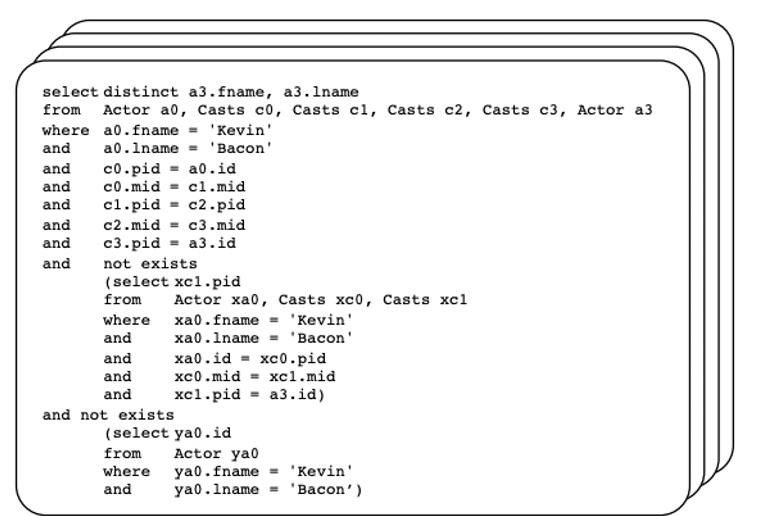 select distinct a3.fname, a3.lname
from Actor a0, Casts c0, Casts c1, Casts c2, Casts c3, Actor a3
where a0.fname = 'Kevin'
and a0.lname = 'Bacon'
and c0.pid = a0.id
and c0.mid = c1.mid
and c1.pid = c2.pid
and c2.mid = c3.mid
and c3.pid = a3.id
and not exists
(select xc1.pid
from Actor xa0, Casts xc0, Casts xc1
where xa0.fname = 'Kevin'
and xa0.lname = 'Bacon'
and xa0.id = xc0.pid
and xc0.mid = xc1.mid
and xc1.pid = a3.id)
and not exists
(select ya0.id
from Actor ya0
where ya0.fname = 'Kevin'
and ya0.lname = 'Bacon’)